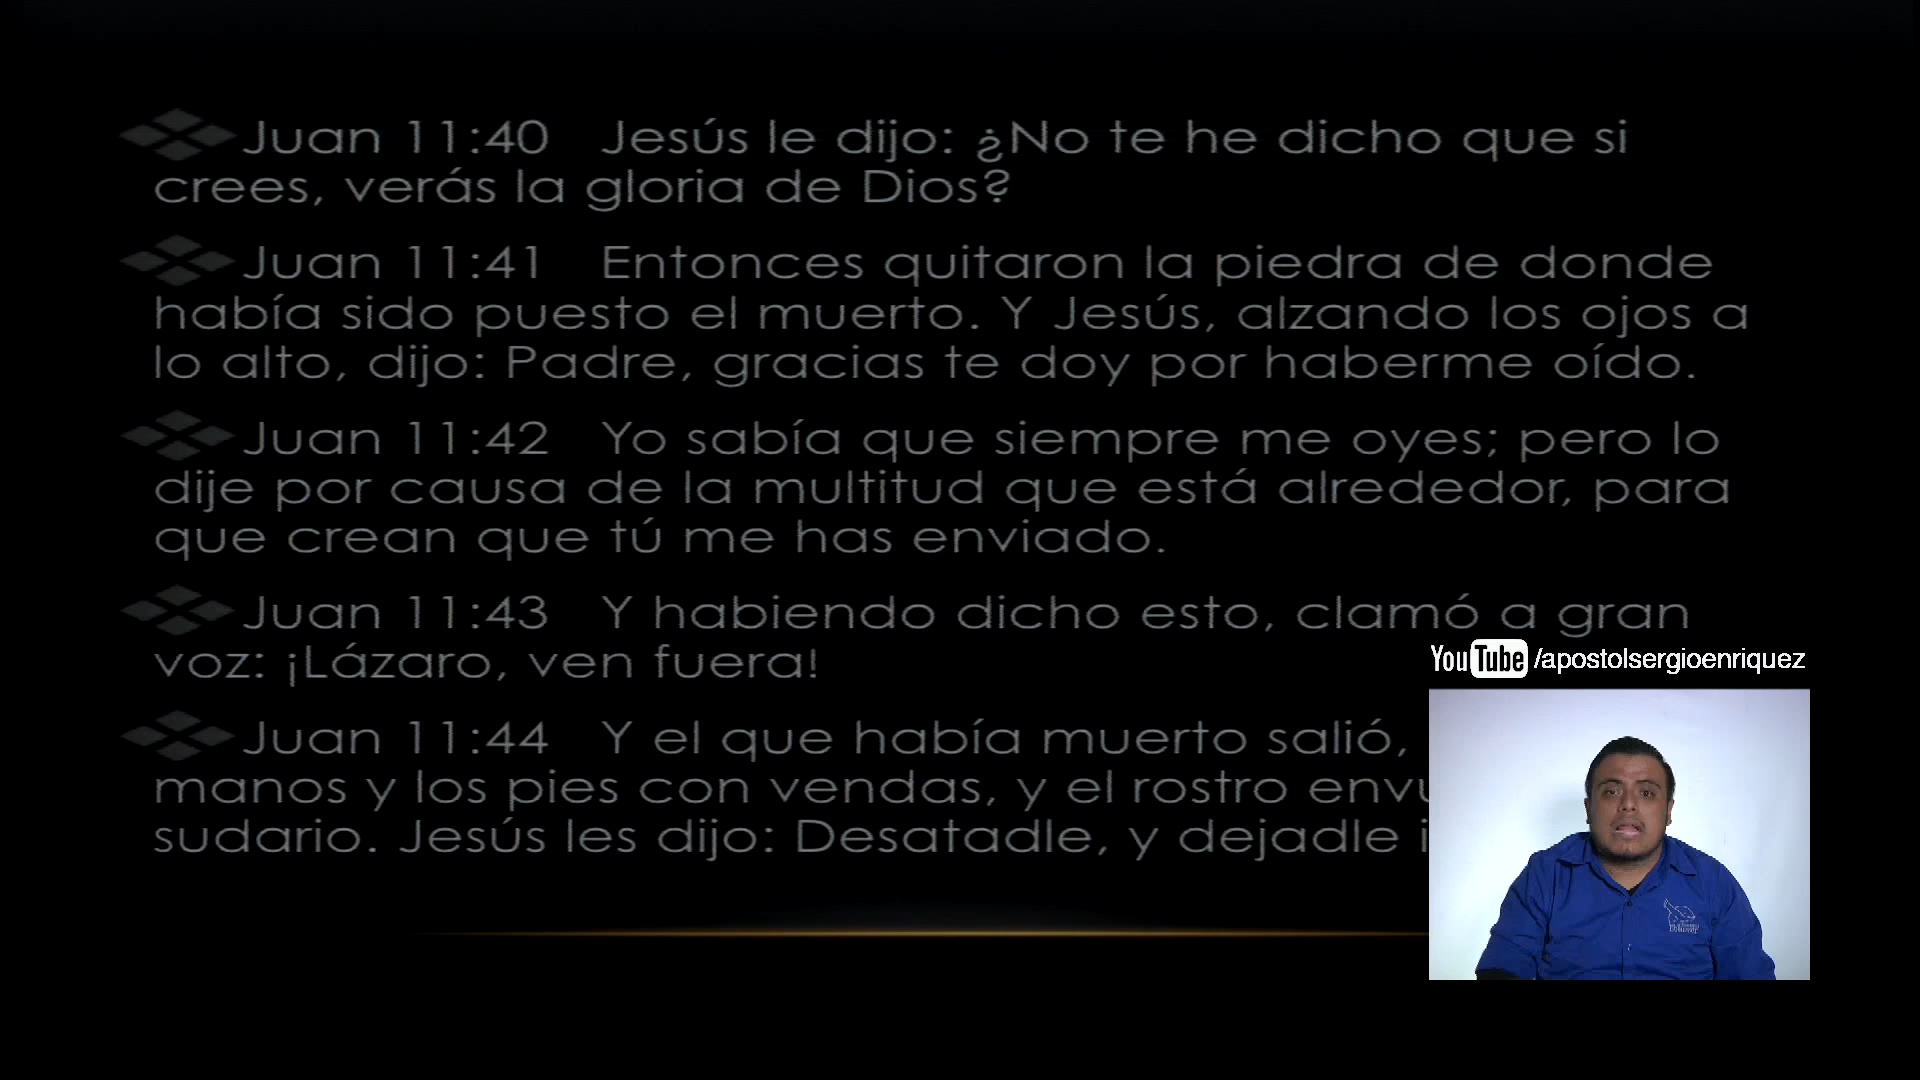 Juan 11:40 Jesús le dijo: ¿No te he dicho que si
crees, verás la gloria de Dios?
Juan 11:41 Entonces quitaron la piedra de donde
había sido puesto el muerto. Y Jesús, alzando los ojos a
lo alto, dijo: Padre, gracias te doy por haberme oído.
Juan 11:42 Yo sabía que siempre me oyes; pero lo
dije por causa de la multitud que está alrededor, para
que crean que tú me has enviado.
Juan 11:43 Y habiendo dicho esto, clamó a gran
voz: ¡Lázaro, ven fuera!
Juan 11:44 Y el que había muerto salió,
manos y los pies con vendas, y el rostro
sudario. Jesús les dijo: Desatadle, y dejadle
YouTube /apostolsergioenriquez